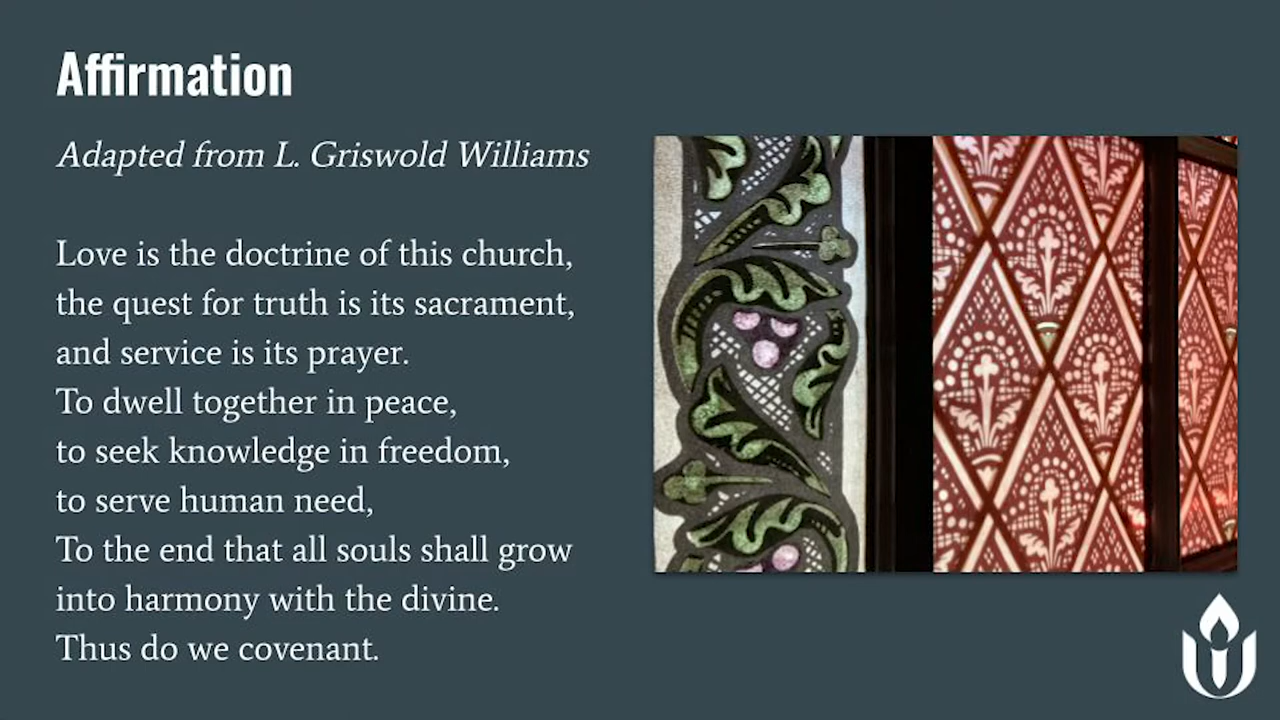 Affirmation
Adapted from L. Griswold Williams
Love is the doctrine of this church,
the quest for truth is its sacrament,
and service is its prayer.
To dwell together in peace,
to seek knowledge in freedom,
to serve human need,
To the end that all souls shall grow
into harmony with the divine.
Thus do we covenant.